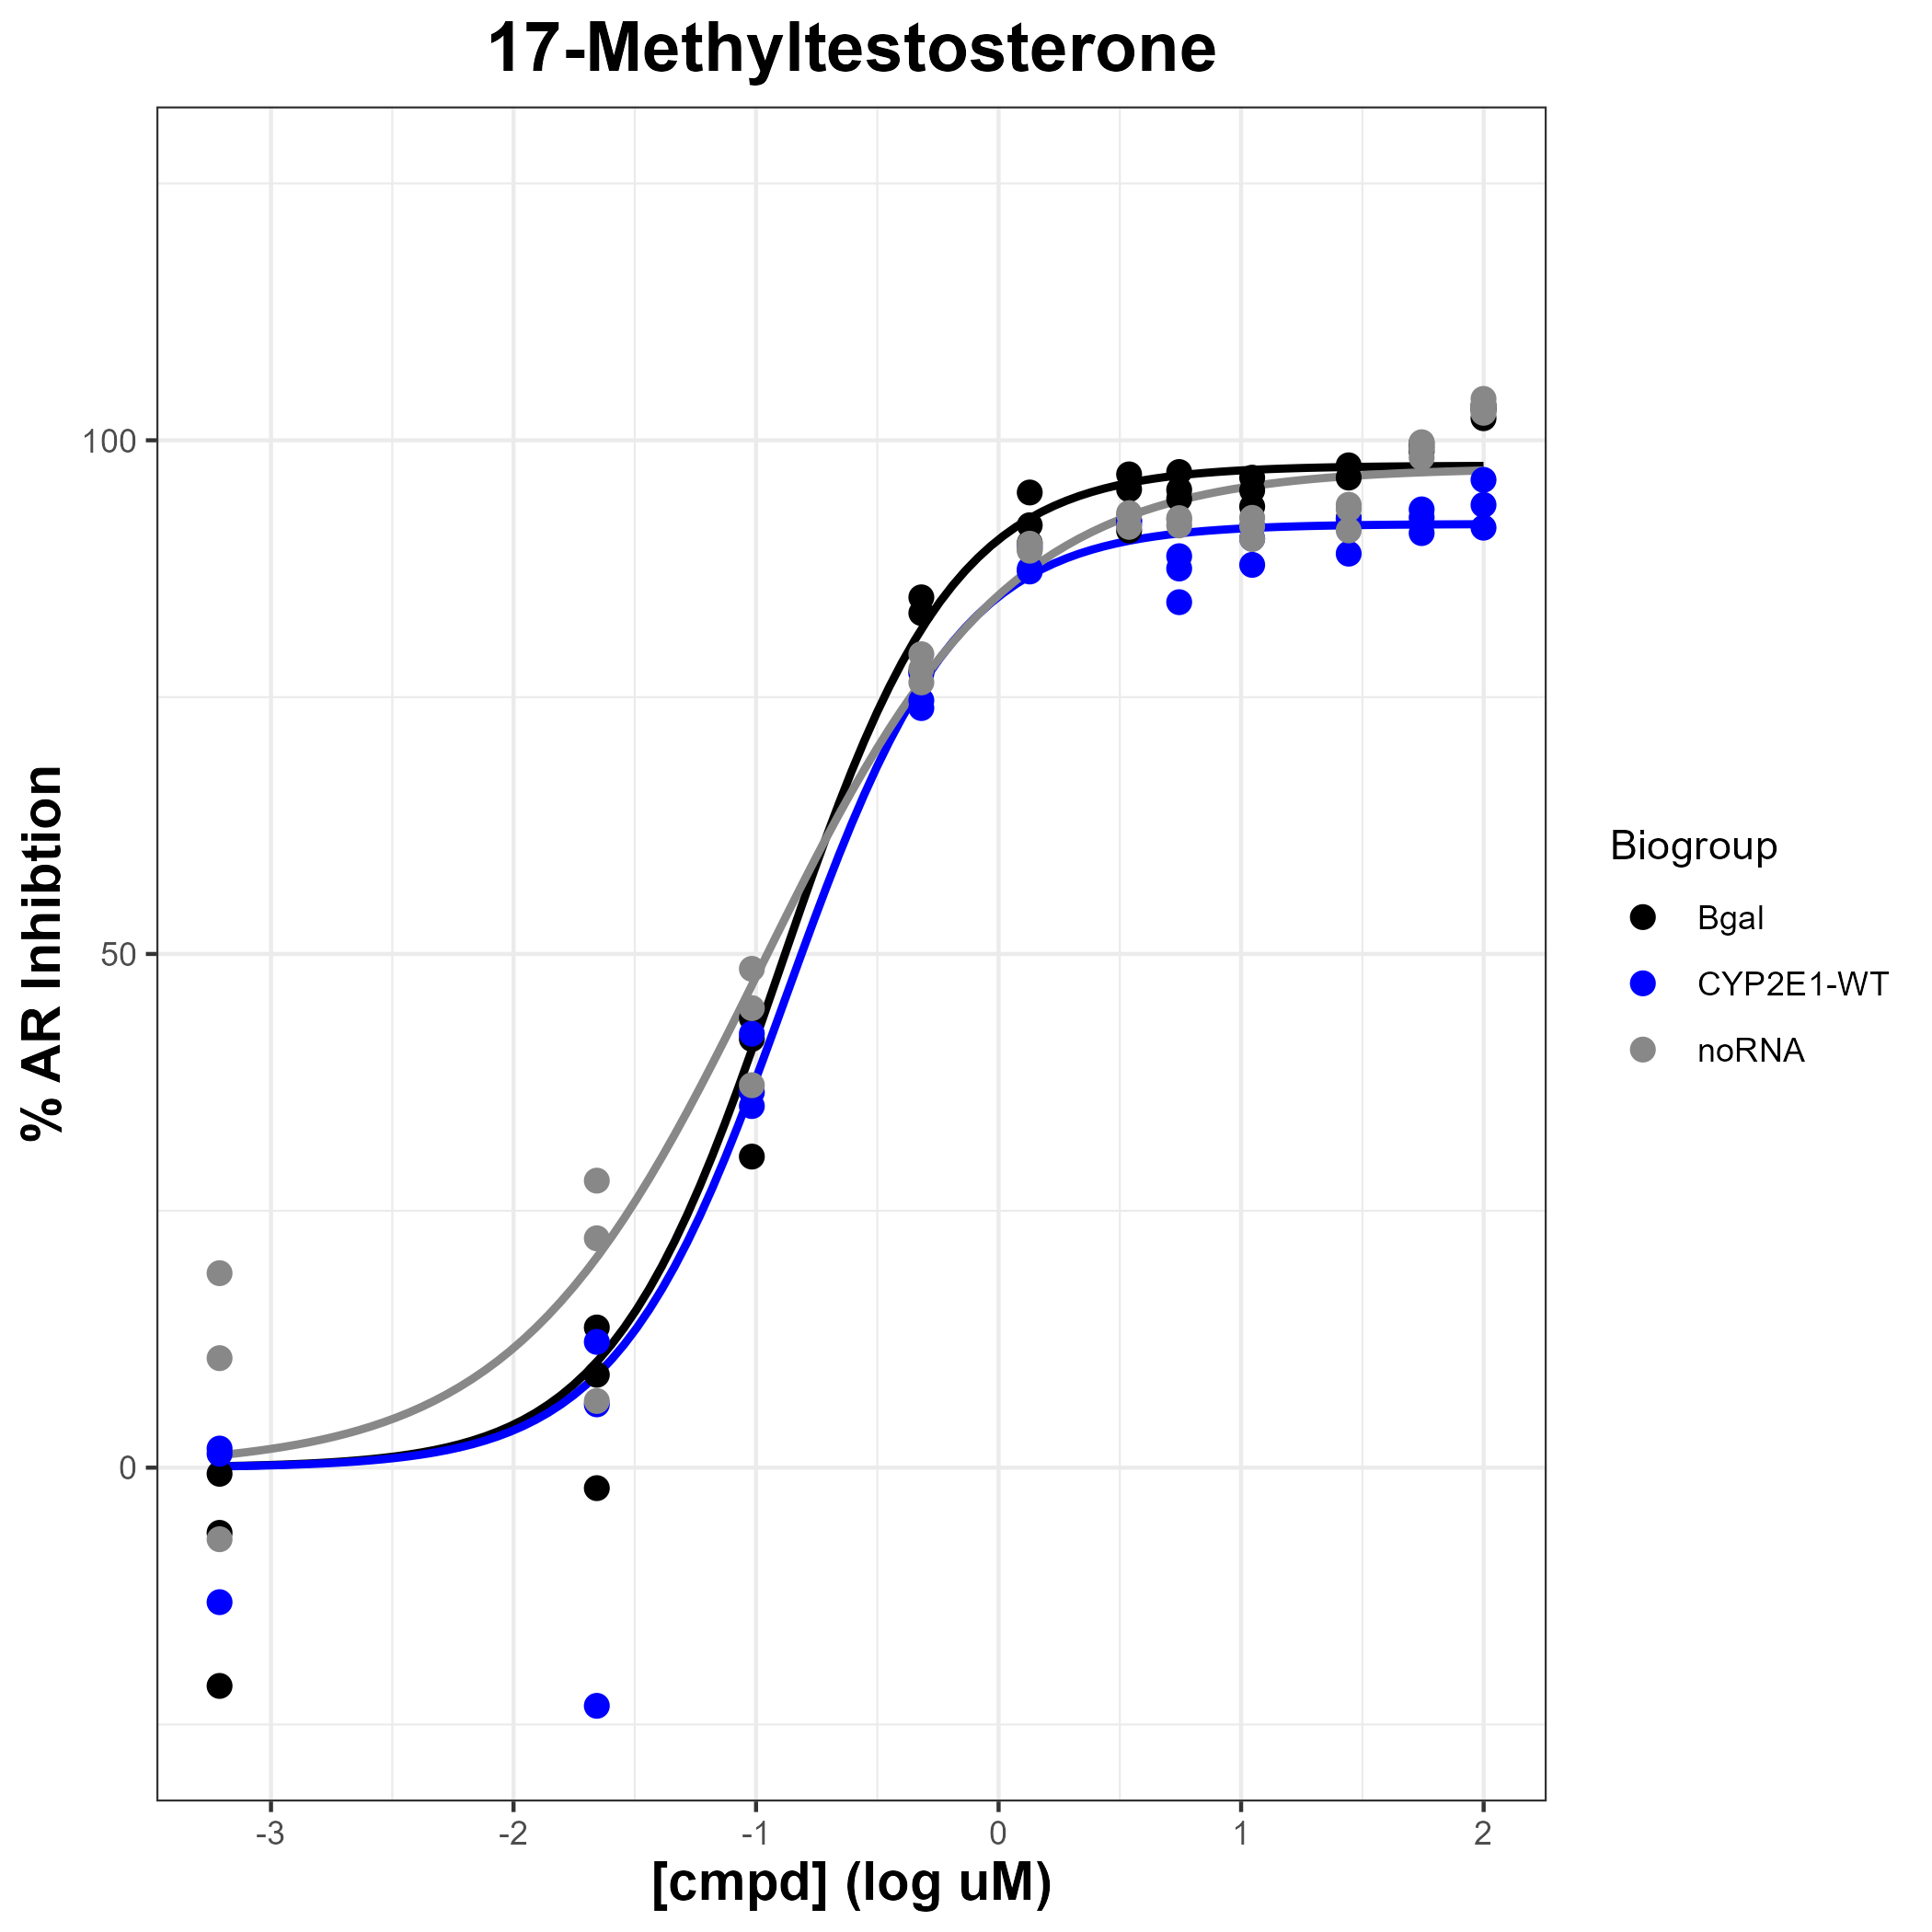 17-Methyltestosterone
% AR Inhibtion
100
50
0
-3 -2 -1 0 1 2
[cmpd] (log uM)
Biogroup
Bgal
CYP2E1-WT
noRNA